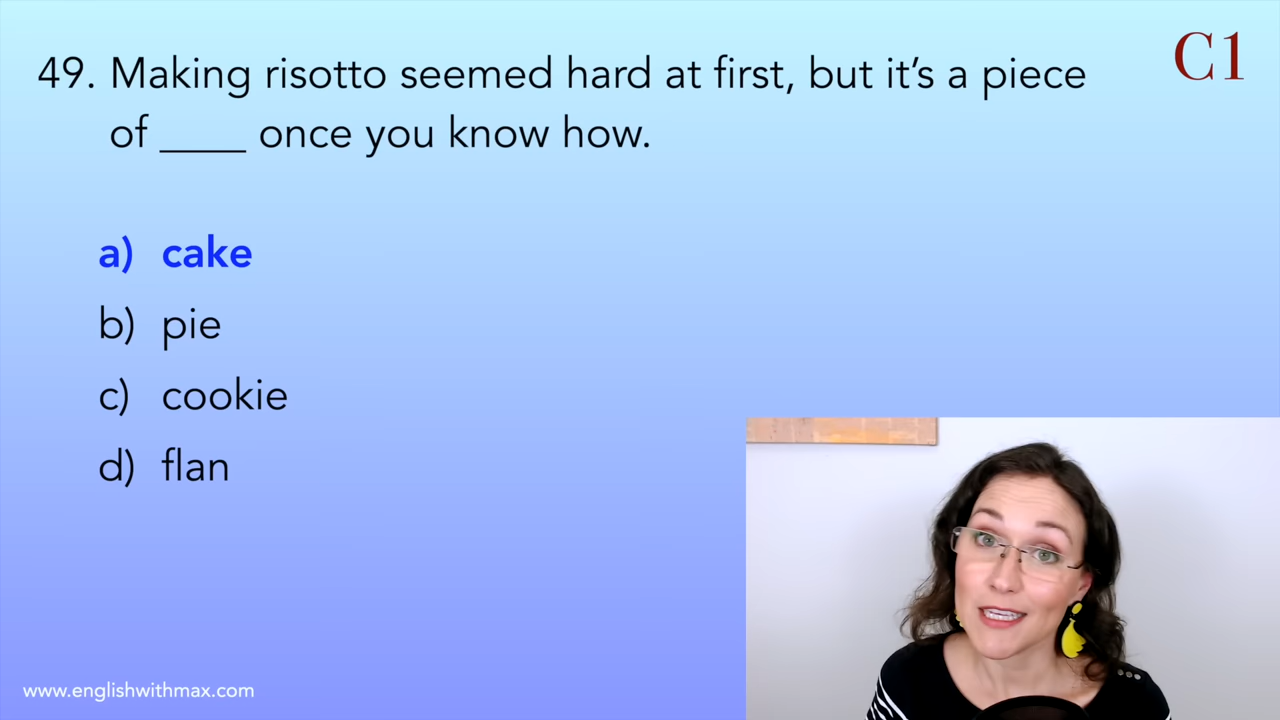 49. Making risotto seemed hard at first, but it's a piece
of ____ once you know how.
C1
a) cake
b) pie
c) cookie
d) flan
www.englishwithmax.com